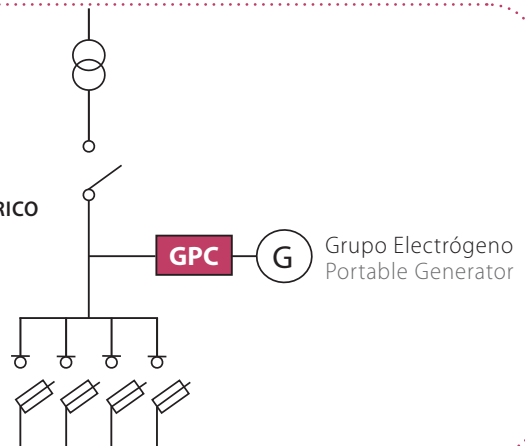 RICO
GPC
G
Grupo Electrógeno
Portable Generator